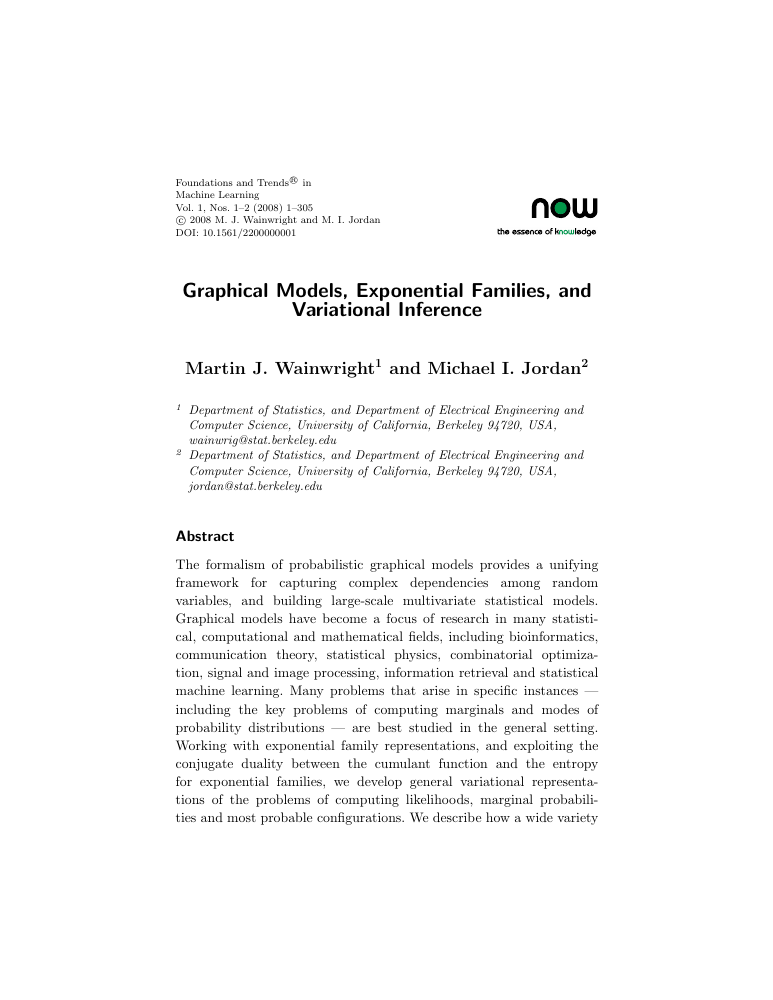 Foundations and Trends® in
Machine Learning
Vol. 1, Nos. 1–2 (2008) 1–305
© 2008 M. J. Wainwright and M. I. Jordan
DOI: 10.1561/2200000001
now
the essence of knowledge
Graphical Models, Exponential Families, and
Variational Inference
Martin J. Wainwright¹ and Michael I. Jordan²
¹ Department of Statistics, and Department of Electrical Engineering and
Computer Science, University of California, Berkeley 94720, USA,
wainwrig@stat.berkeley.edu
² Department of Statistics, and Department of Electrical Engineering and
Computer Science, University of California, Berkeley 94720, USA,
jordan@stat.berkeley.edu
Abstract
The formalism of probabilistic graphical models provides a unifying
framework for capturing complex dependencies among random
variables, and building large-scale multivariate statistical models.
Graphical models have become a focus of research in many statisti-
cal, computational and mathematical fields, including bioinformatics,
communication theory, statistical physics, combinatorial optimiza-
tion, signal and image processing, information retrieval and statistical
machine learning. Many problems that arise in specific instances —
including the key problems of computing marginals and modes of
probability distributions — are best studied in the general setting.
Working with exponential family representations, and exploiting the
conjugate duality between the cumulant function and the entropy
for exponential families, we develop general variational representa-
tions of the problems of computing likelihoods, marginal probabili-
ties and most probable configurations. We describe how a wide variety